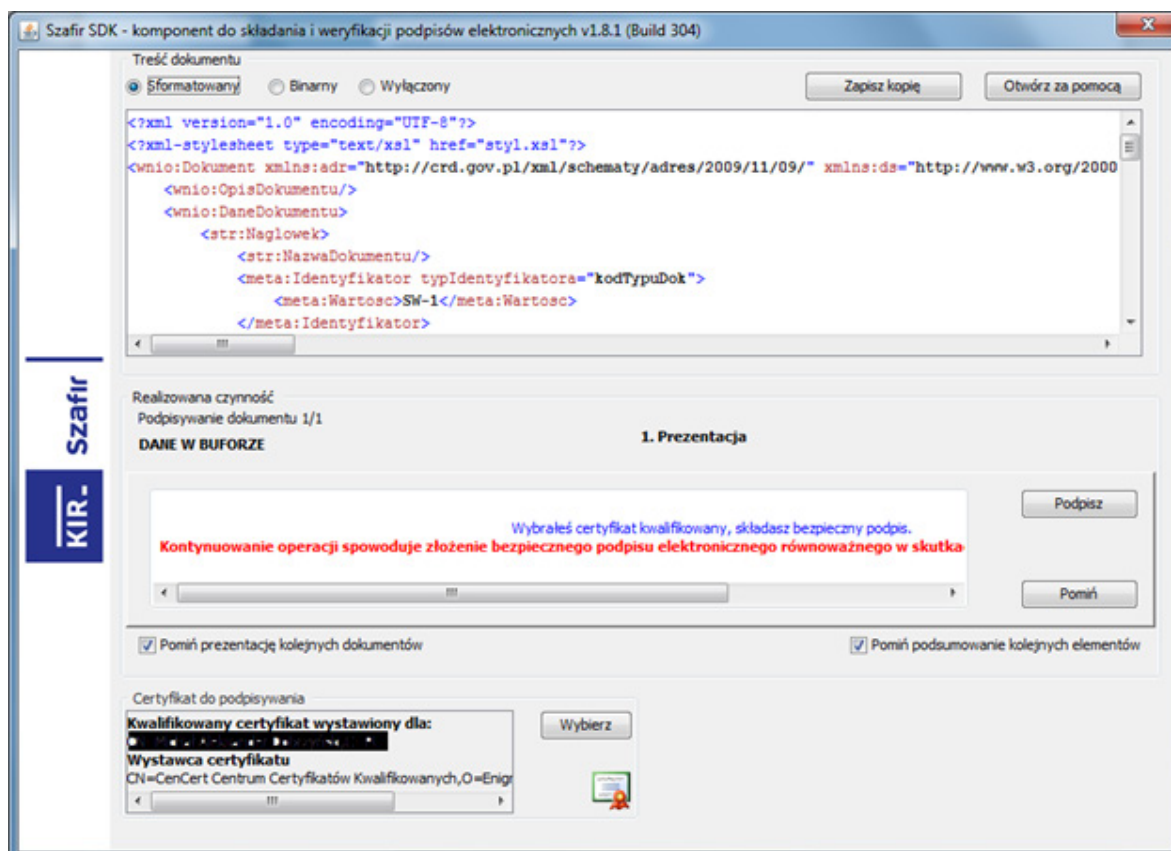 Szafir SDK - komponent do składania i weryfikacji podpisów elektronicznych v1.8.1 (Build 304)
Treść dokumentu
Sformatowany Binarny Wyłączony Zapisz kopię Otwórz za pomocą
<?xml version="1.0" encoding="UTF-8"?>
<?xml-stylesheet type="text/xsl" href="styl.xsl"?>
<wnio:Dokument xmlns:adr="http://crd.gov.pl/xml/schematy/adres/2009/11/09/" xmlns:ds="http://www.w3.org/2000
<wnio:OpisDokumentu/>
<wnio:DaneDokumentu>
<str:Naglowek>
<str:NazwaDokumentu/>
<meta:Identyfikator typIdentyfikatora="kodTypuDok">
<meta:Wartosc>SW-1</meta:Wartosc>
</meta:Identyfikator>
Szafir
KIR.
Realizowana czynność
Podpisywanie dokumentu 1/1
DANE W BUFORZE
1. Prezentacja
Wybrałeś certyfikat kwalifikowany, składasz bezpieczny podpis.
Kontynuowanie operacji spowoduje złożenie bezpiecznego podpisu elektronicznego równoważnego w skutka
Podpisz
Pomiń
Pomiń prezentację kolejnych dokumentów
Pomiń podsumowanie kolejnych elementów
Certyfikat do podpisywania
Kwalifikowany certyfikat wystawiony dla:
Wystawca certyfikatu
CN=CenCert Centrum Certyfikatów Kwalifikowanych,O=Enigm
Wybierz